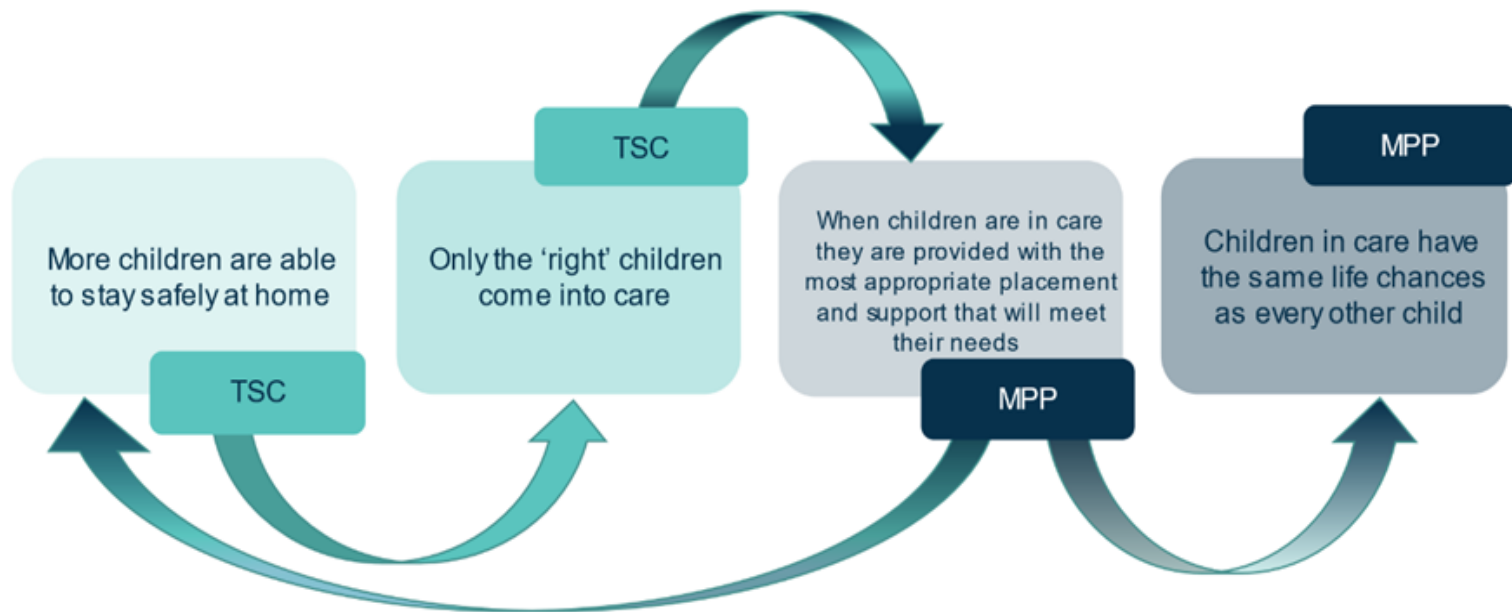 More children are able
to stay safely at home
TSC
TSC
Only the ‘right’ children
come into care
When children are in care
they are provided with the
most appropriate placement
and support that will meet
their needs
MPP
MPP
Children in care have
the same life chances
as every other child